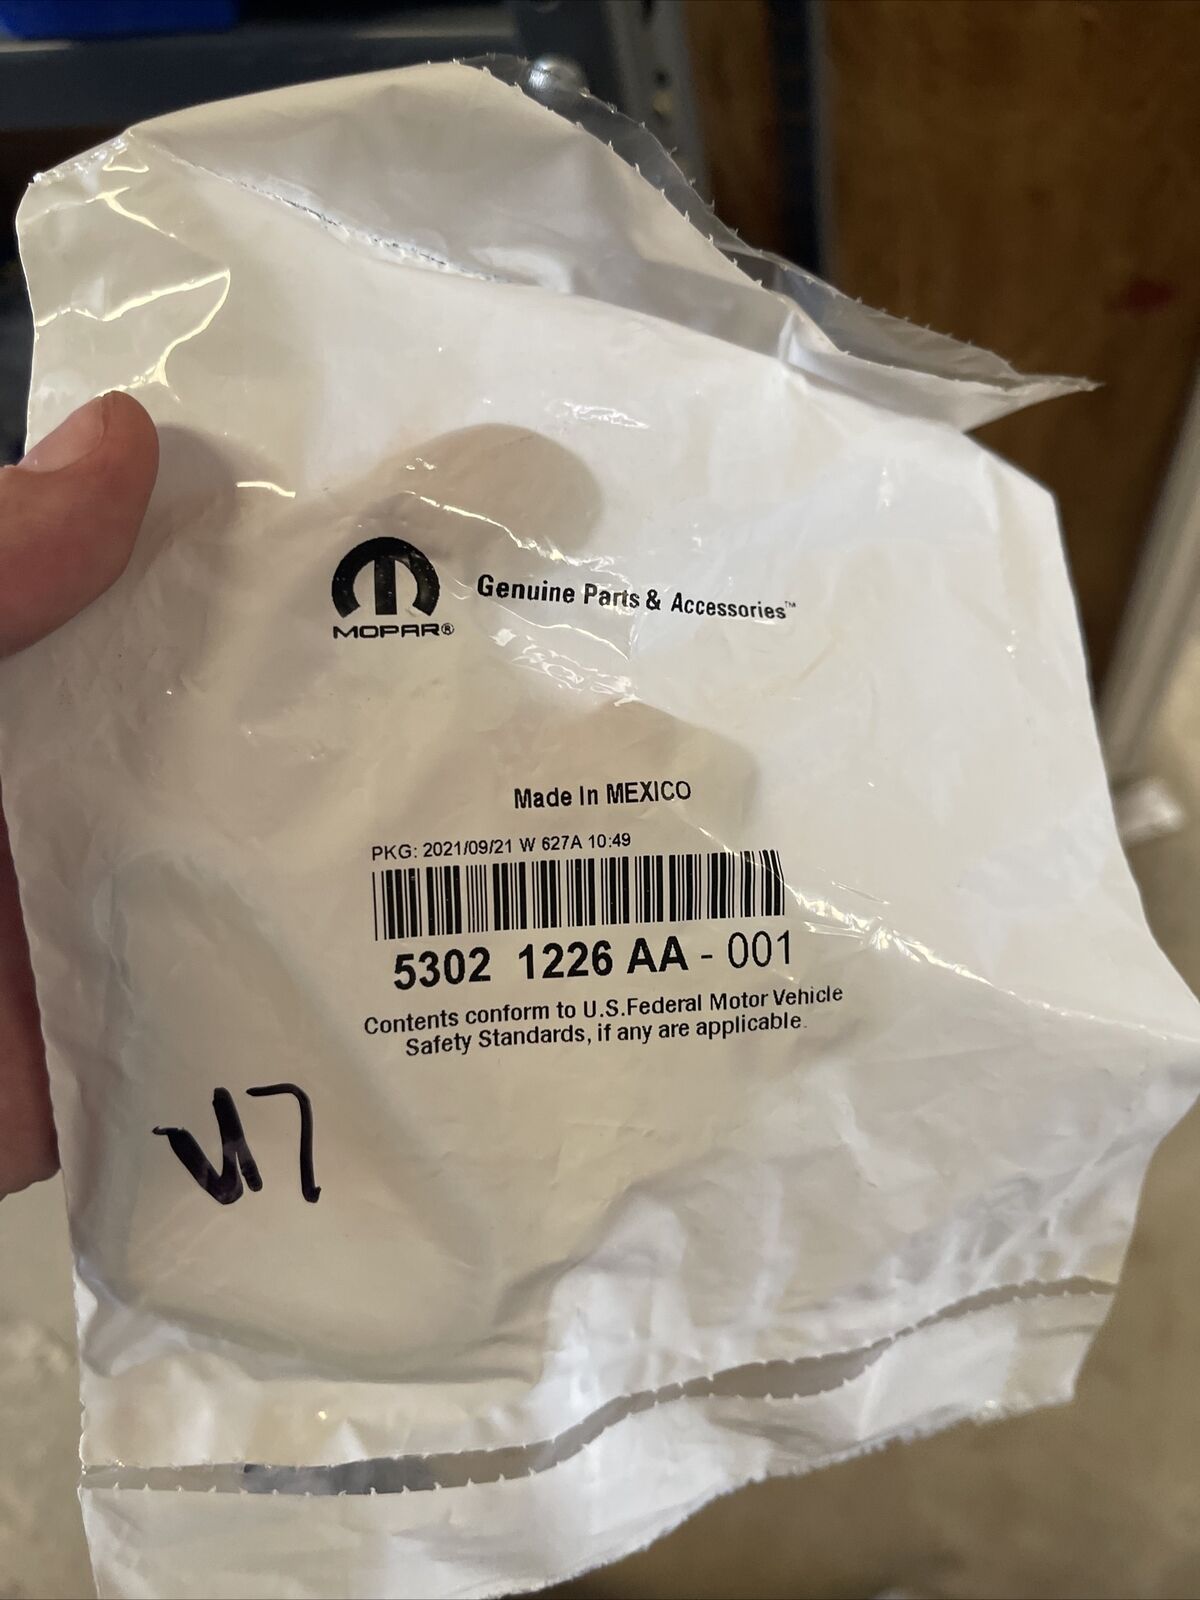 MOPAR®
Genuine Parts & Accessories™
Made In MEXICO
PKG: 2021/09/21 W 627A 10:49
5302 1226 AA - 001
Contents conform to U.S.Federal Motor Vehicle
Safety Standards, if any are applicable.